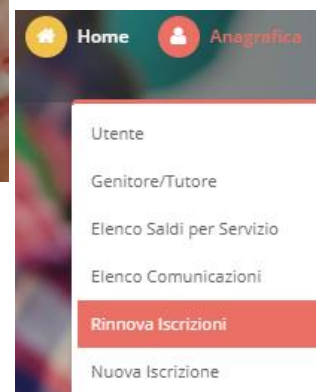 Home Anagrafica
Utente
Genitore/Tutore
Elenco Saldi per Servizio
Elenco Comunicazioni
Rinnova Iscrizioni
Nuova Iscrizione